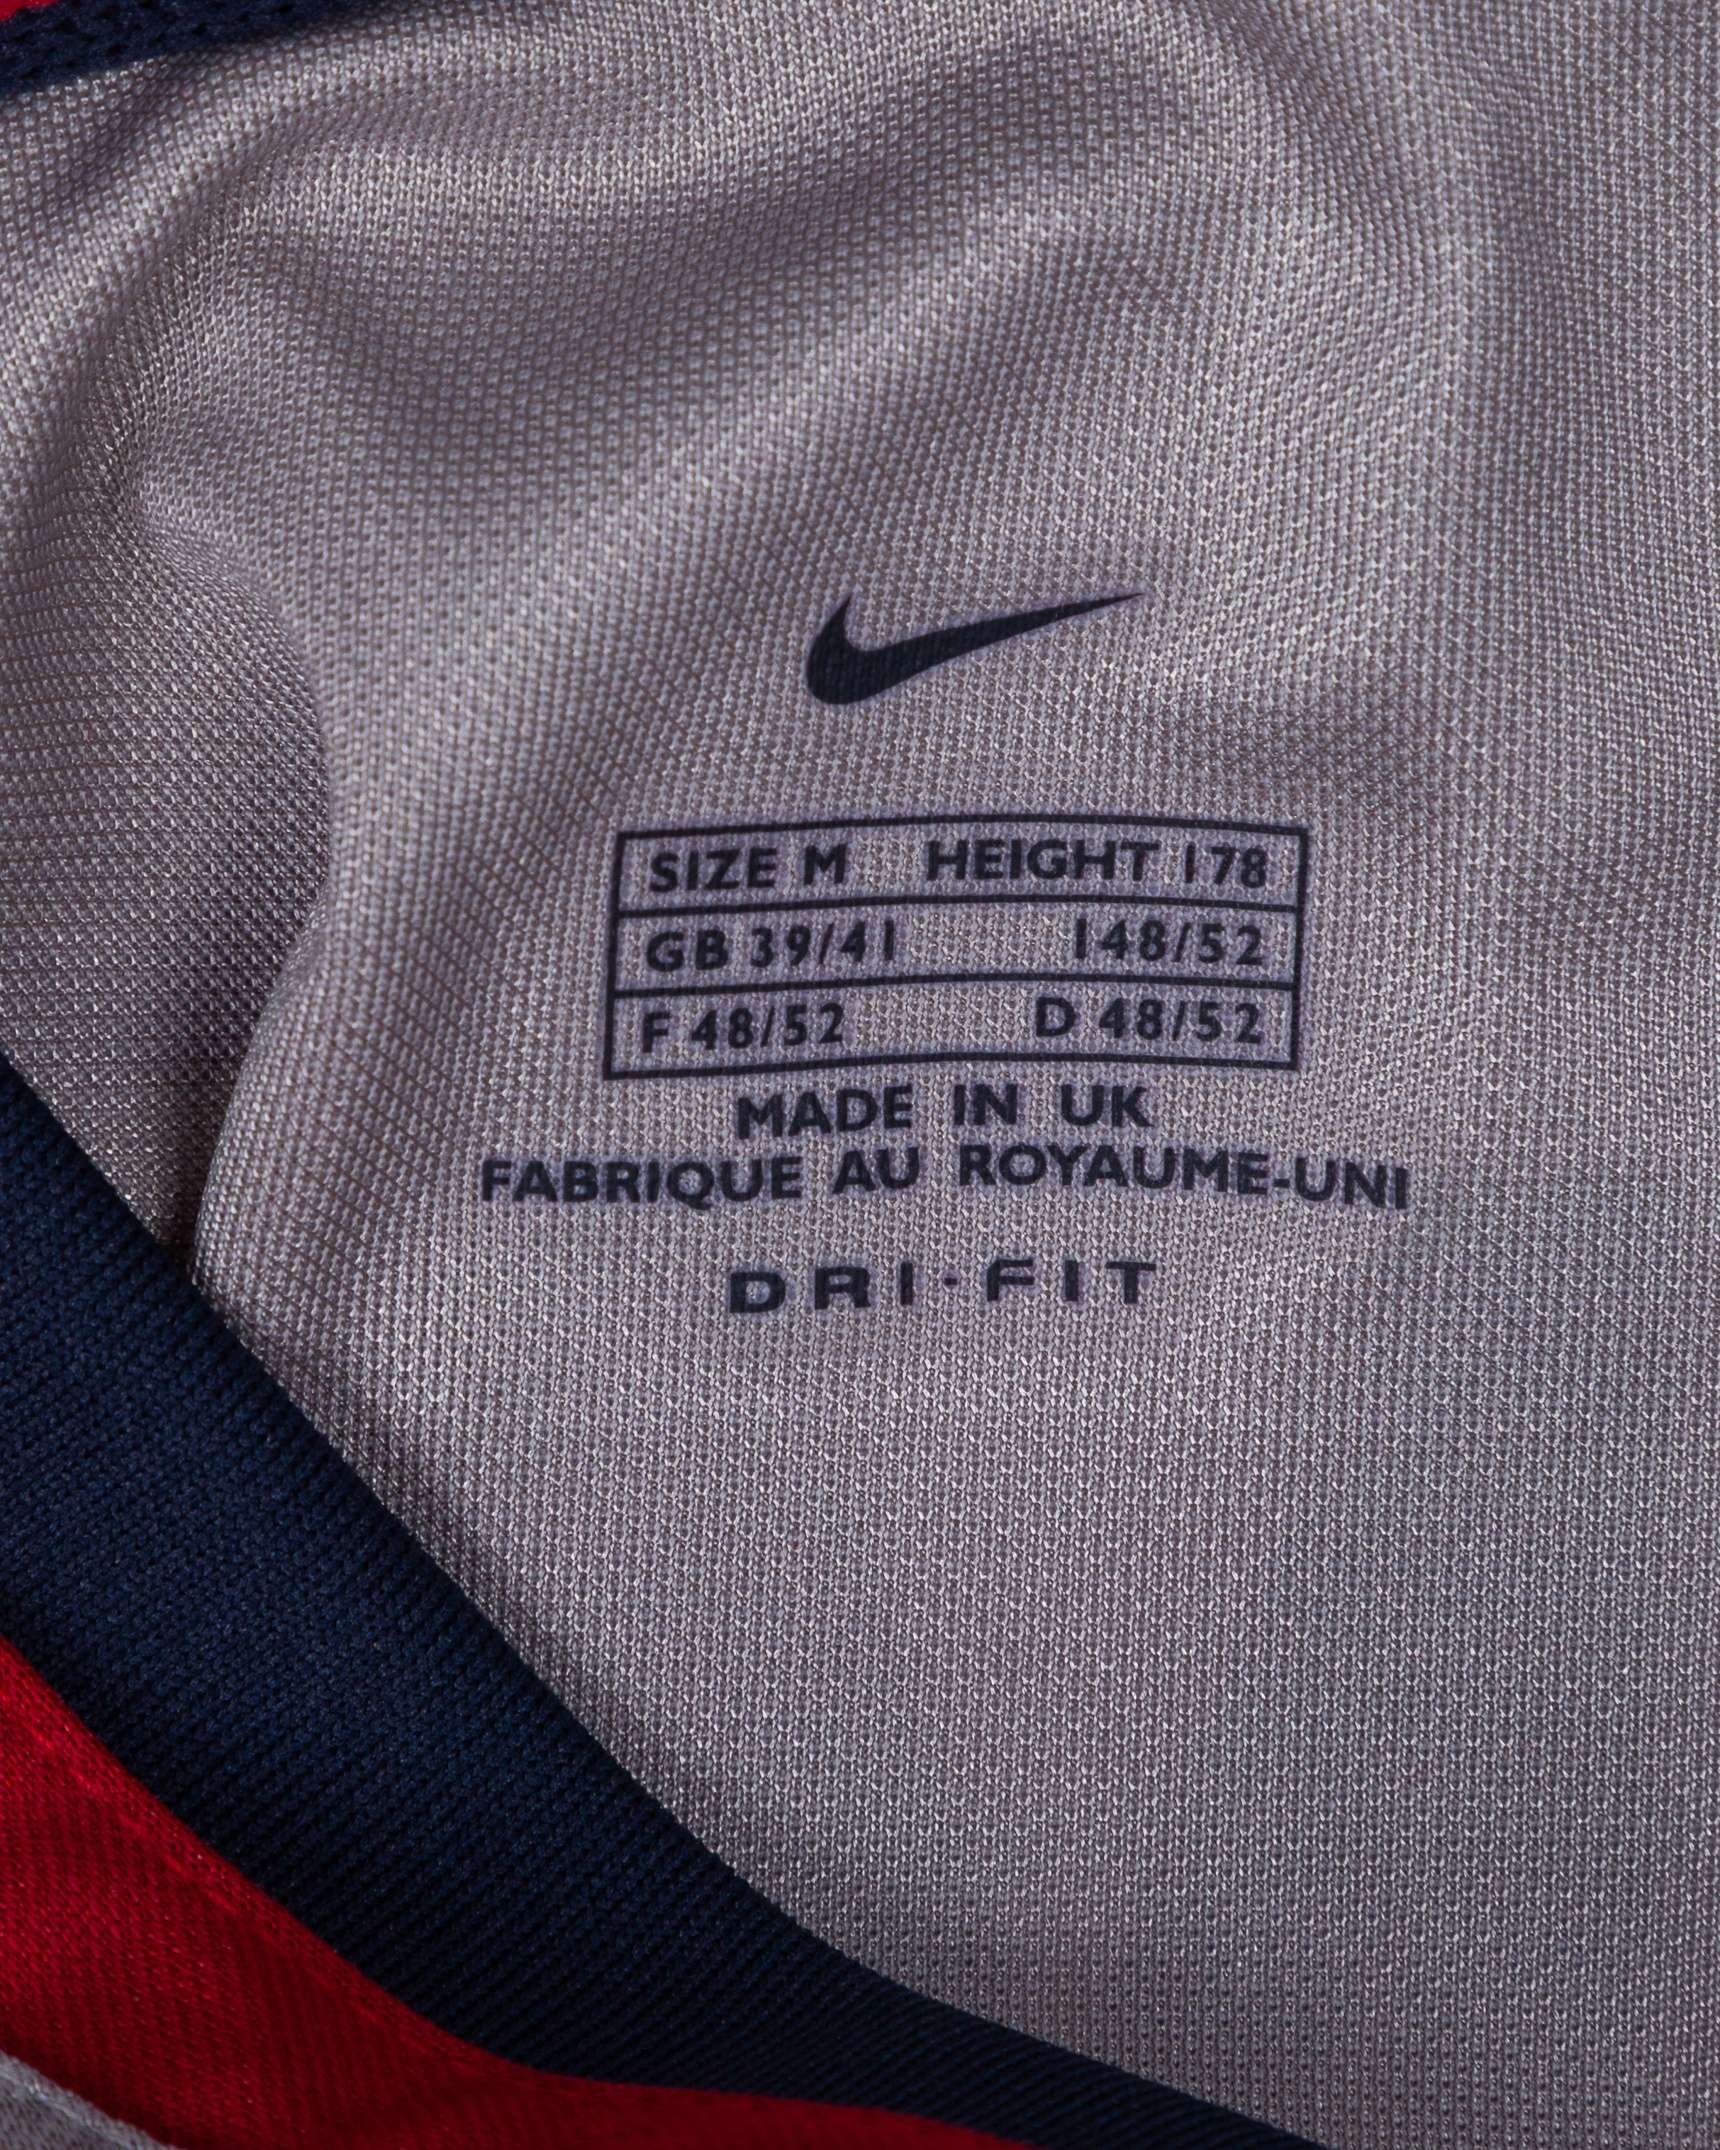 SIZE M HEIGHT 178
GB 39/41 I 48/52
F 48/52 D 48/52
MADE IN UK
FABRIQUE AU ROYAUME-UNI
DRI-FIT